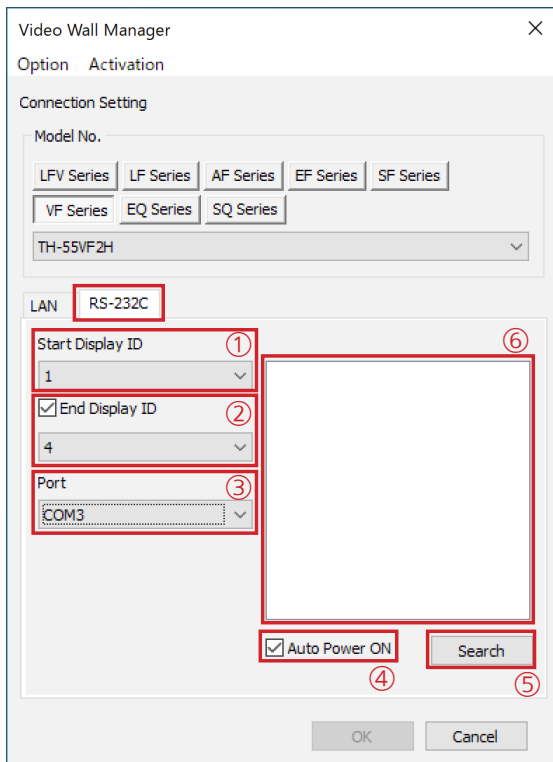 Video Wall Manager
Option Activation
Connection Setting
Model No.
LFV Series LF Series AF Series EF Series SF Series
VF Series EQ Series SQ Series
TH-55VF2H
LAN RS-232C
Start Display ID ①
1
End Display ID ②
4
Port ③
COM3
⑥
Auto Power ON
④
Search
⑤
OK Cancel